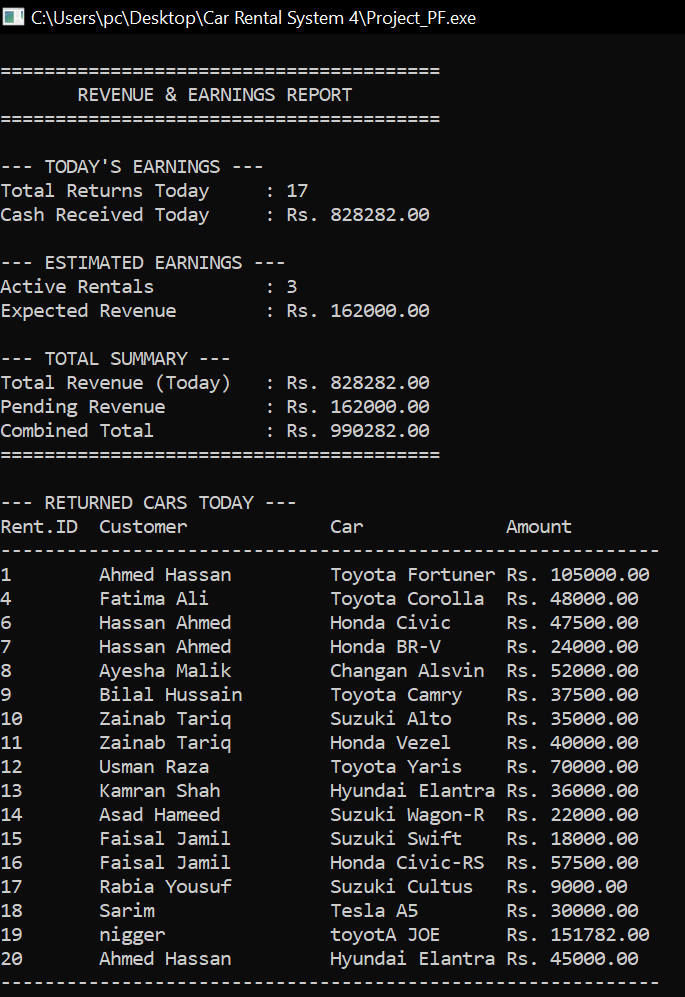 C:\Users\pc\Desktop\Car Rental System 4\Project_PF.exe
========================================
REVENUE & EARNINGS REPORT
========================================
--- TODAY'S EARNINGS ---
Total Returns Today     : 17
Cash Received Today     : Rs. 828282.00
--- ESTIMATED EARNINGS ---
Active Rentals          : 3
Expected Revenue        : Rs. 162000.00
--- TOTAL SUMMARY ---
Total Revenue (Today)   : Rs. 828282.00
Pending Revenue         : Rs. 162000.00
Combined Total          : Rs. 990282.00
========================================
--- RETURNED CARS TODAY ---
Rent.ID  Customer             Car             Amount
------------------------------------------------------------
1        Ahmed Hassan         Toyota Fortuner Rs. 105000.00
4        Fatima Ali           Toyota Corolla  Rs. 48000.00
6        Hassan Ahmed         Honda Civic     Rs. 47500.00
7        Hassan Ahmed         Honda BR-V      Rs. 24000.00
8        Ayesha Malik         Changan Alsvin  Rs. 52000.00
9        Bilal Hussain        Toyota Camry    Rs. 37500.00
10       Zainab Tariq         Suzuki Alto     Rs. 35000.00
11       Zainab Tariq         Honda Vezel     Rs. 40000.00
12       Usman Raza           Toyota Yaris    Rs. 70000.00
13       Kamran Shah          Hyundai Elantra Rs. 36000.00
14       Asad Hameed          Suzuki Wagon-R  Rs. 22000.00
15       Faisal Jamil         Suzuki Swift    Rs. 18000.00
16       Faisal Jamil         Honda Civic-RS  Rs. 57500.00
17       Rabia Yousuf         Suzuki Cultus   Rs. 9000.00
18       Sarim                Tesla A5        Rs. 30000.00
19       nigger               toyotA JOE      Rs. 151782.00
20       Ahmed Hassan         Hyundai Elantra Rs. 45000.00
------------------------------------------------------------